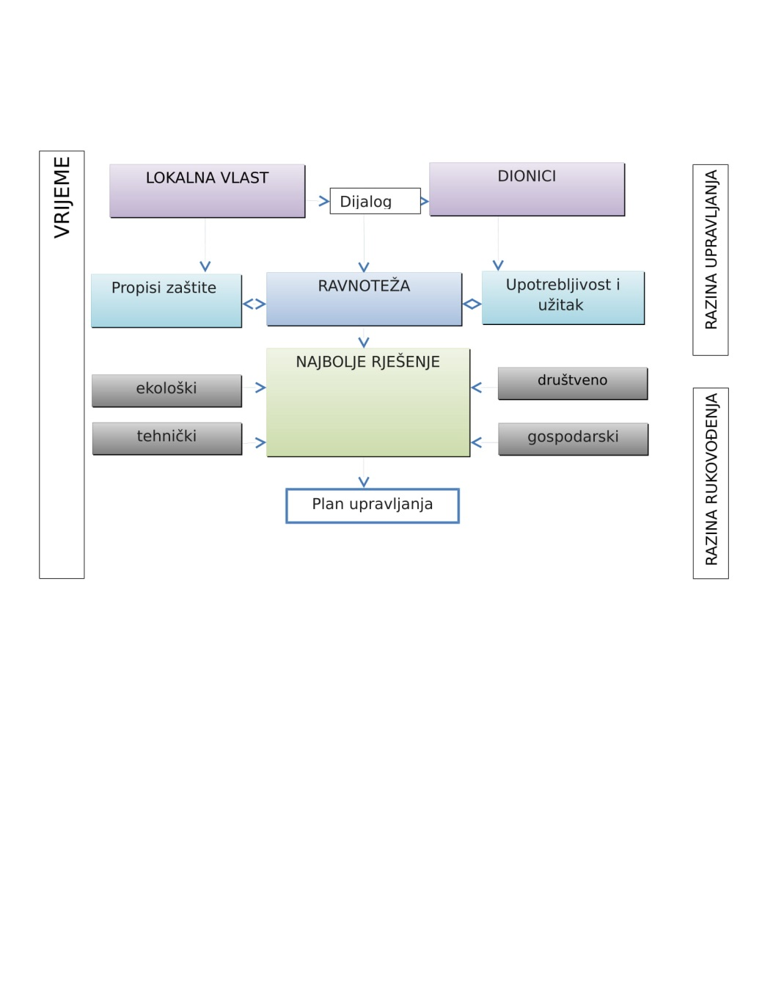 VRIJEME
LOKALNA VLAST
Dijalog
DIONICI
RAZINA UPRAVLJANJA
Propisi zaštite
RAVNOTEŽA
Upotrebljivost i
užitak
NAJBOLJE RJEŠENJE
ekološki
društveno
tehnički
gospodarski
RAZINA RUKOVOĐENJA
Plan upravljanja